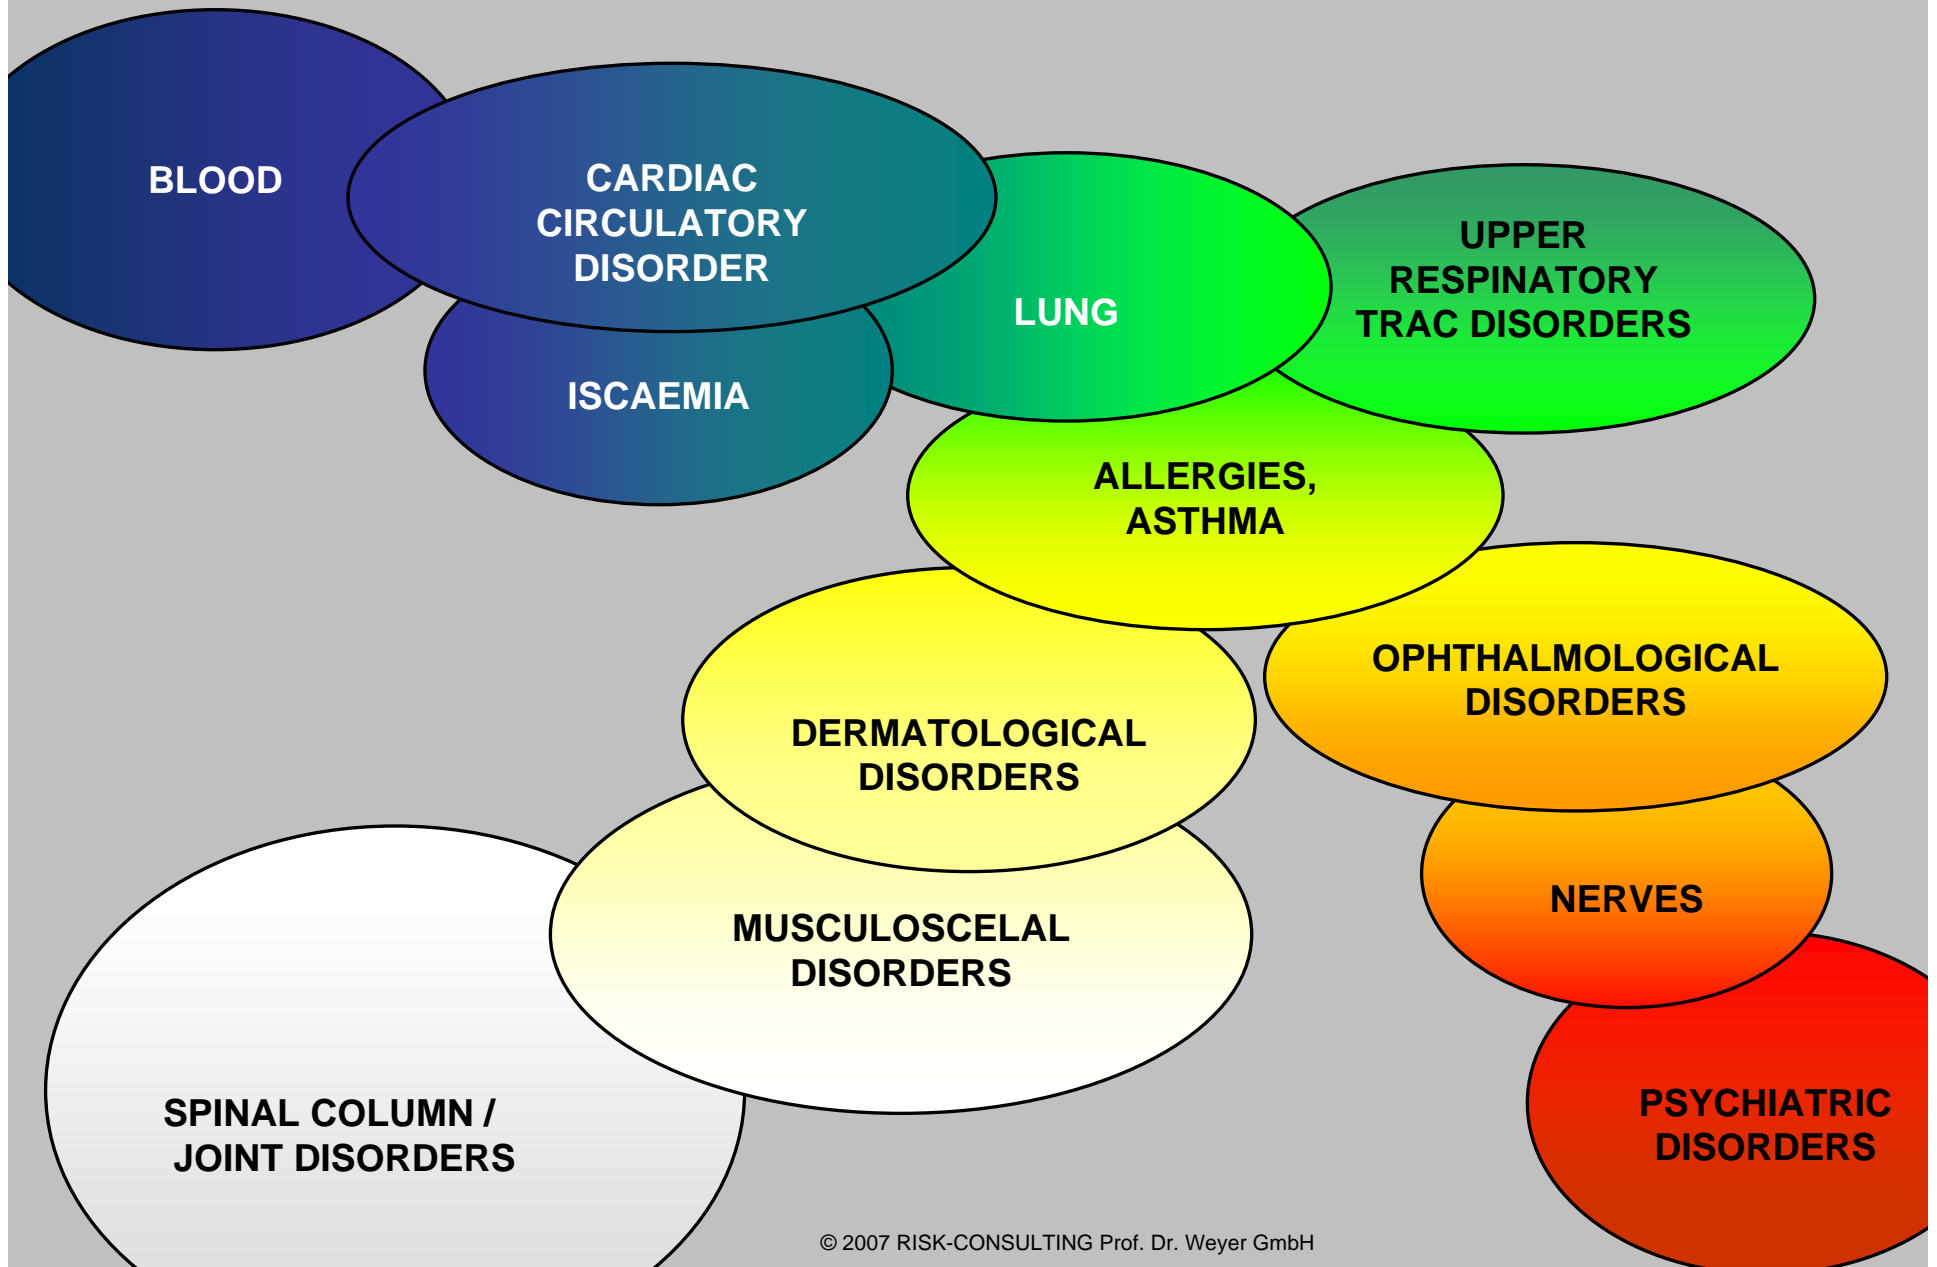 BLOOD
CARDIAC
CIRCULATORY
DISORDER
LUNG
UPPER
RESPINATORY
TRAC DISORDERS
ISCAEMIA
ALLERGIES,
ASTHMA
OPHTHALMOLOGICAL
DISORDERS
DERMATOLOGICAL
DISORDERS
NERVES
MUSCULOSCELAL
DISORDERS
SPINAL COLUMN /
JOINT DISORDERS
PSYCHIATRIC
DISORDERS
© 2007 RISK-CONSULTING Prof. Dr. Weyer GmbH